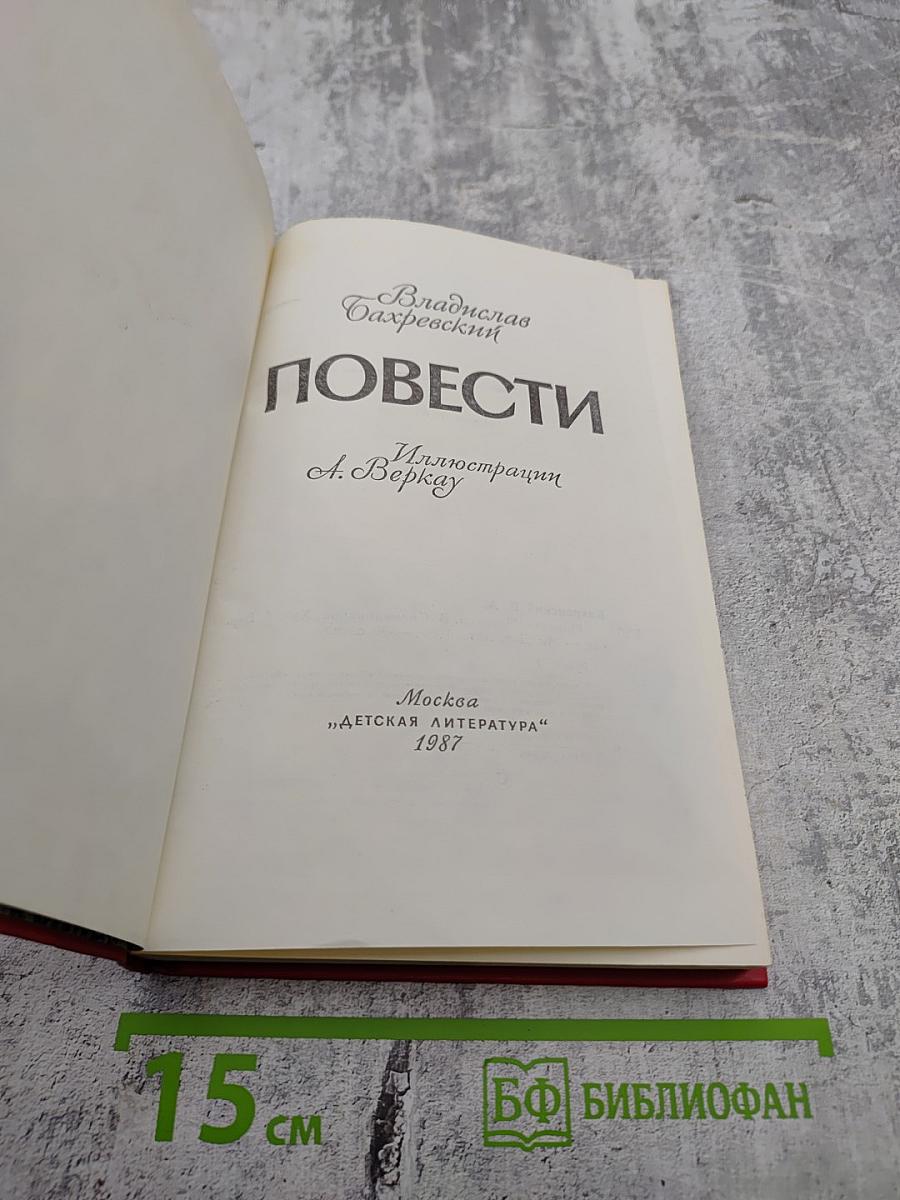 Владислав
Бахревский
ПОВЕСТИ
Иллюстрации
А. Веркау
Москва
„ДЕТСКАЯ ЛИТЕРАТУРА“
1987
15 см
БФ БИБЛИОФАН